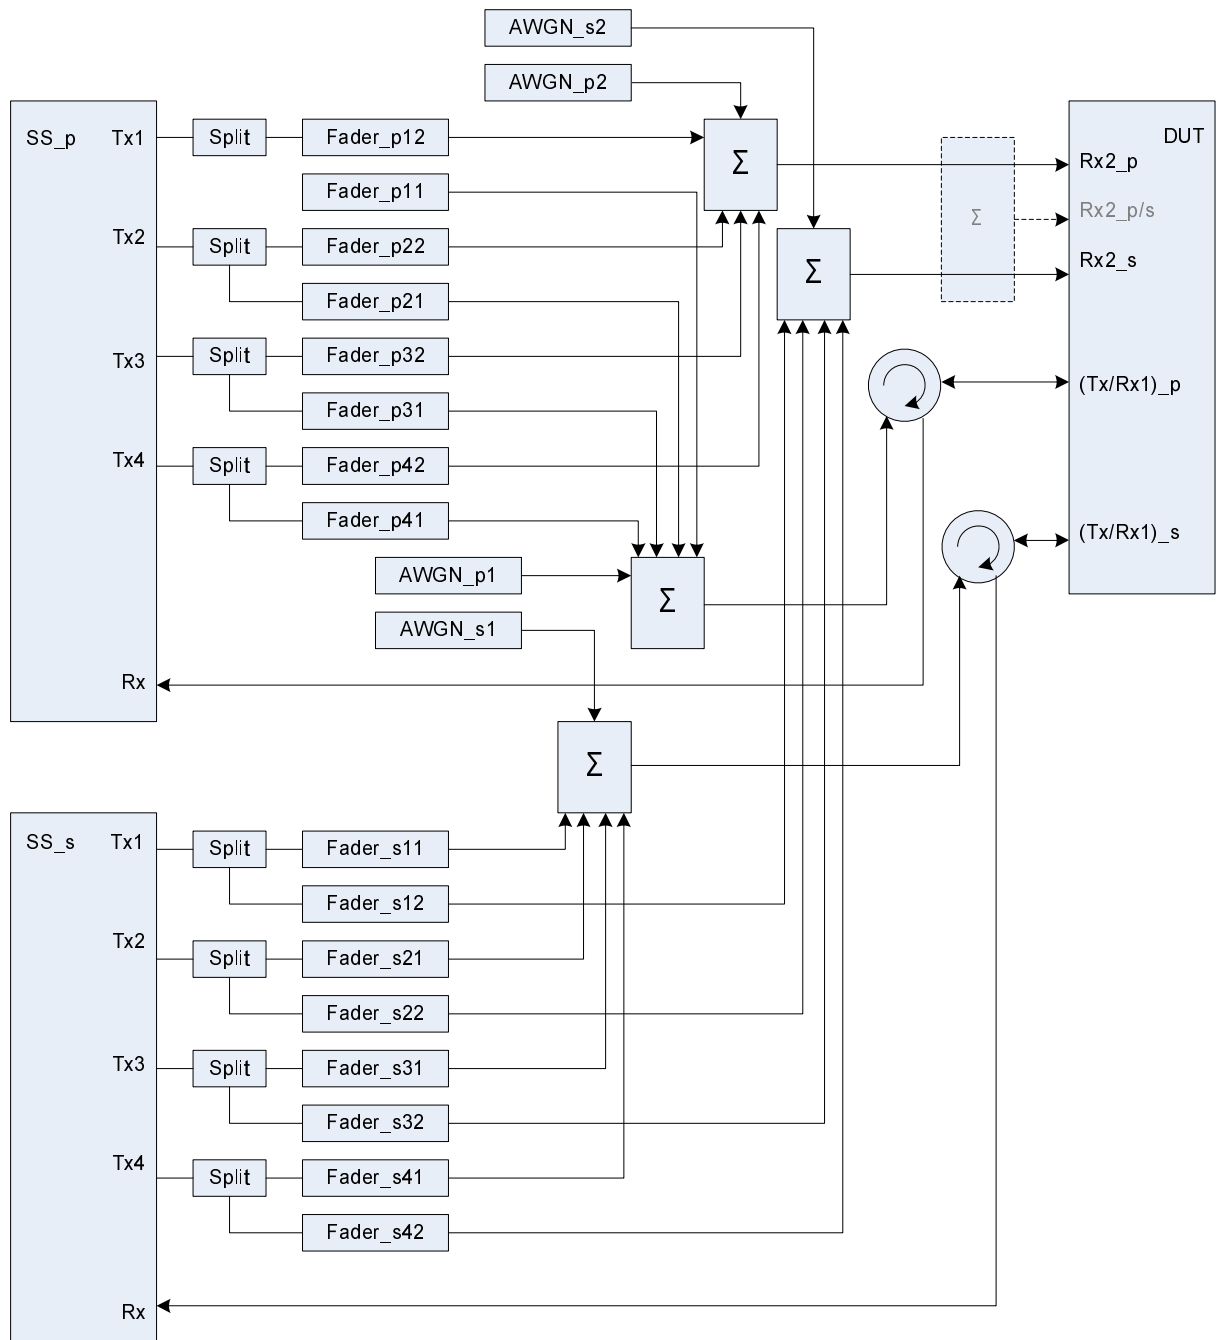 AWGN_s2
AWGN_p2
SS_p
Tx1
Split
Fader_p12
Σ
DUT
Rx2_p
Fader_p11
Σ
Rx2_p/s
Tx2
Split
Fader_p22
Σ
Rx2_s
Fader_p21
Tx3
Split
Fader_p32
(Tx/Rx1)_p
Fader_p31
Tx4
Split
Fader_p42
Fader_p41
(Tx/Rx1)_s
AWGN_p1
Σ
AWGN_s1
Rx
Σ
SS_s
Tx1
Split
Fader_s11
Fader_s12
Tx2
Split
Fader_s21
Fader_s22
Tx3
Split
Fader_s31
Fader_s32
Tx4
Split
Fader_s41
Fader_s42
Rx